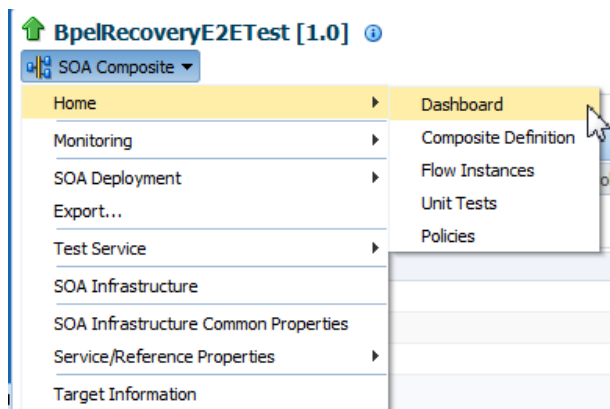 BpelRecoveryE2ETest [1.0]
SOA Composite
Home
Monitoring
SOA Deployment
Export...
Test Service
SOA Infrastructure
SOA Infrastructure Common Properties
Service/Reference Properties
Target Information
Dashboard
Composite Definition
Flow Instances
Unit Tests
Policies